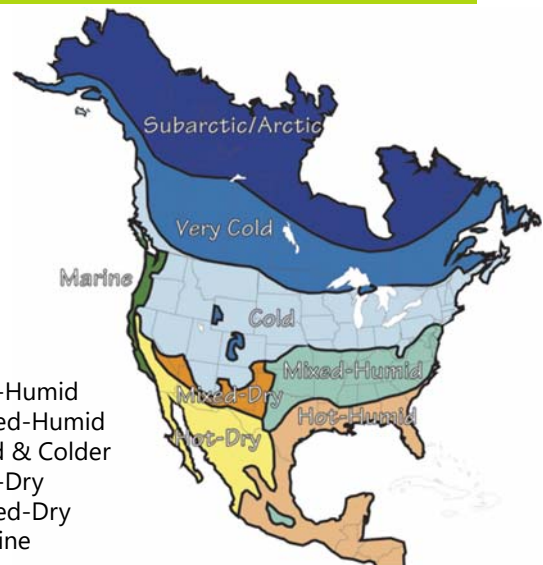 Subarctic/Arctic
Very Cold
Marine
Cold
Mixed-Humid
Mixed-Dry
Hot-Humid
Hot-Dry
-Humid
ed-Humid
d & Colder
-Dry
ed-Dry
ine